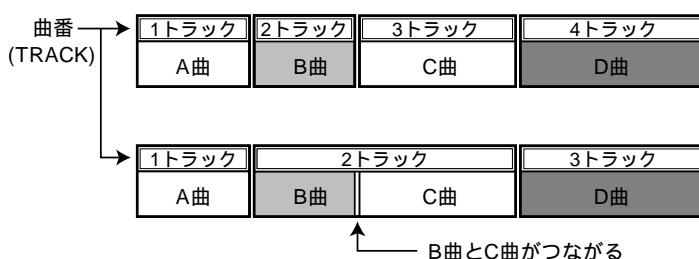 曲番
(TRACK)
1トラック 2トラック 3トラック 4トラック
A曲 B曲 C曲 D曲
1トラック 2トラック 3トラック
A曲 B曲 C曲 D曲
B曲とC曲がつながる